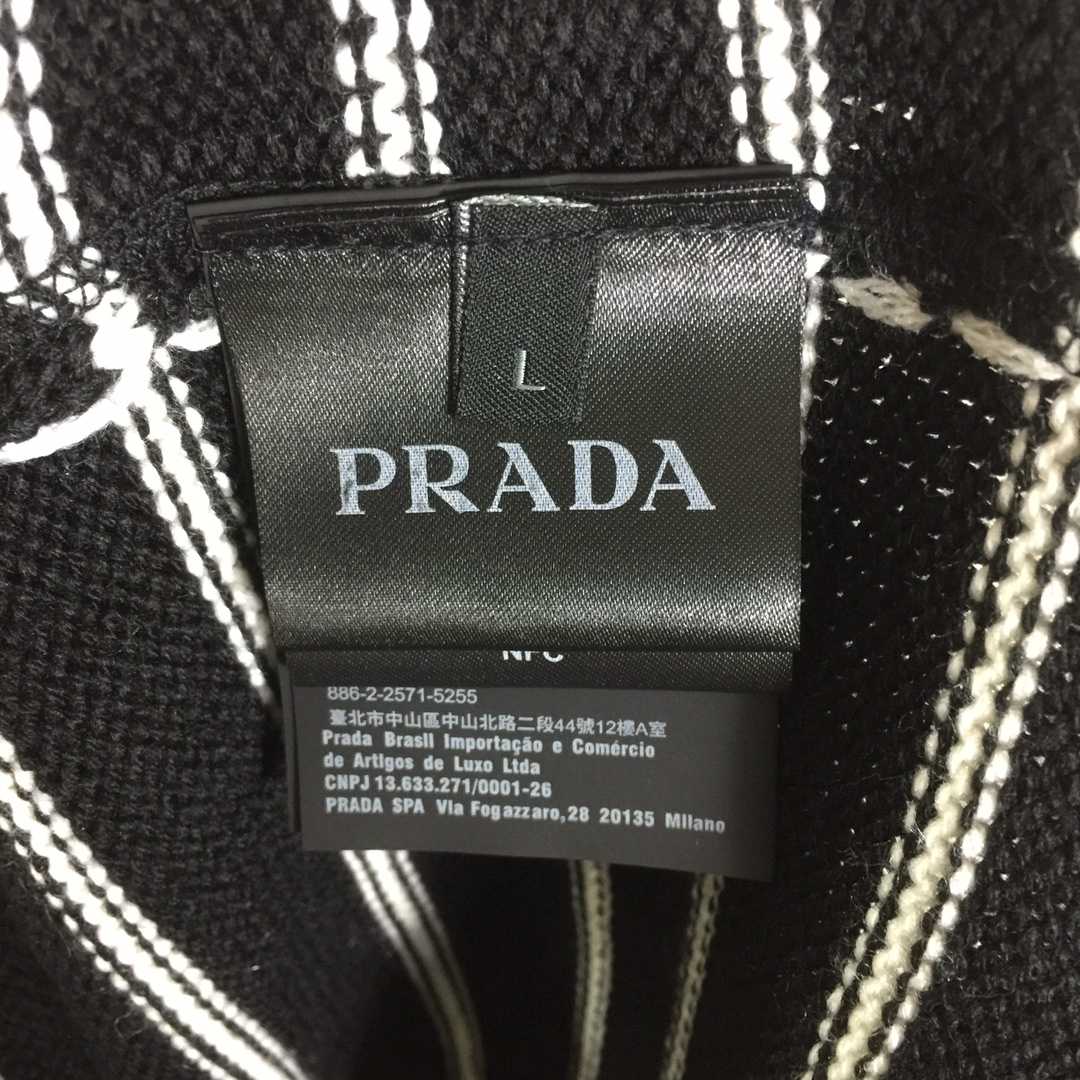 L
PRADA
NFC
886-2-2571-5255
臺北市中山區中山北路二段44號12樓A室
Prada Brasil Importação e Comércio
de Artigos de Luxo Ltda
CNPJ 13.633.271/0001-26
PRADA SPA Via Fogazzaro,28 20135 Milano